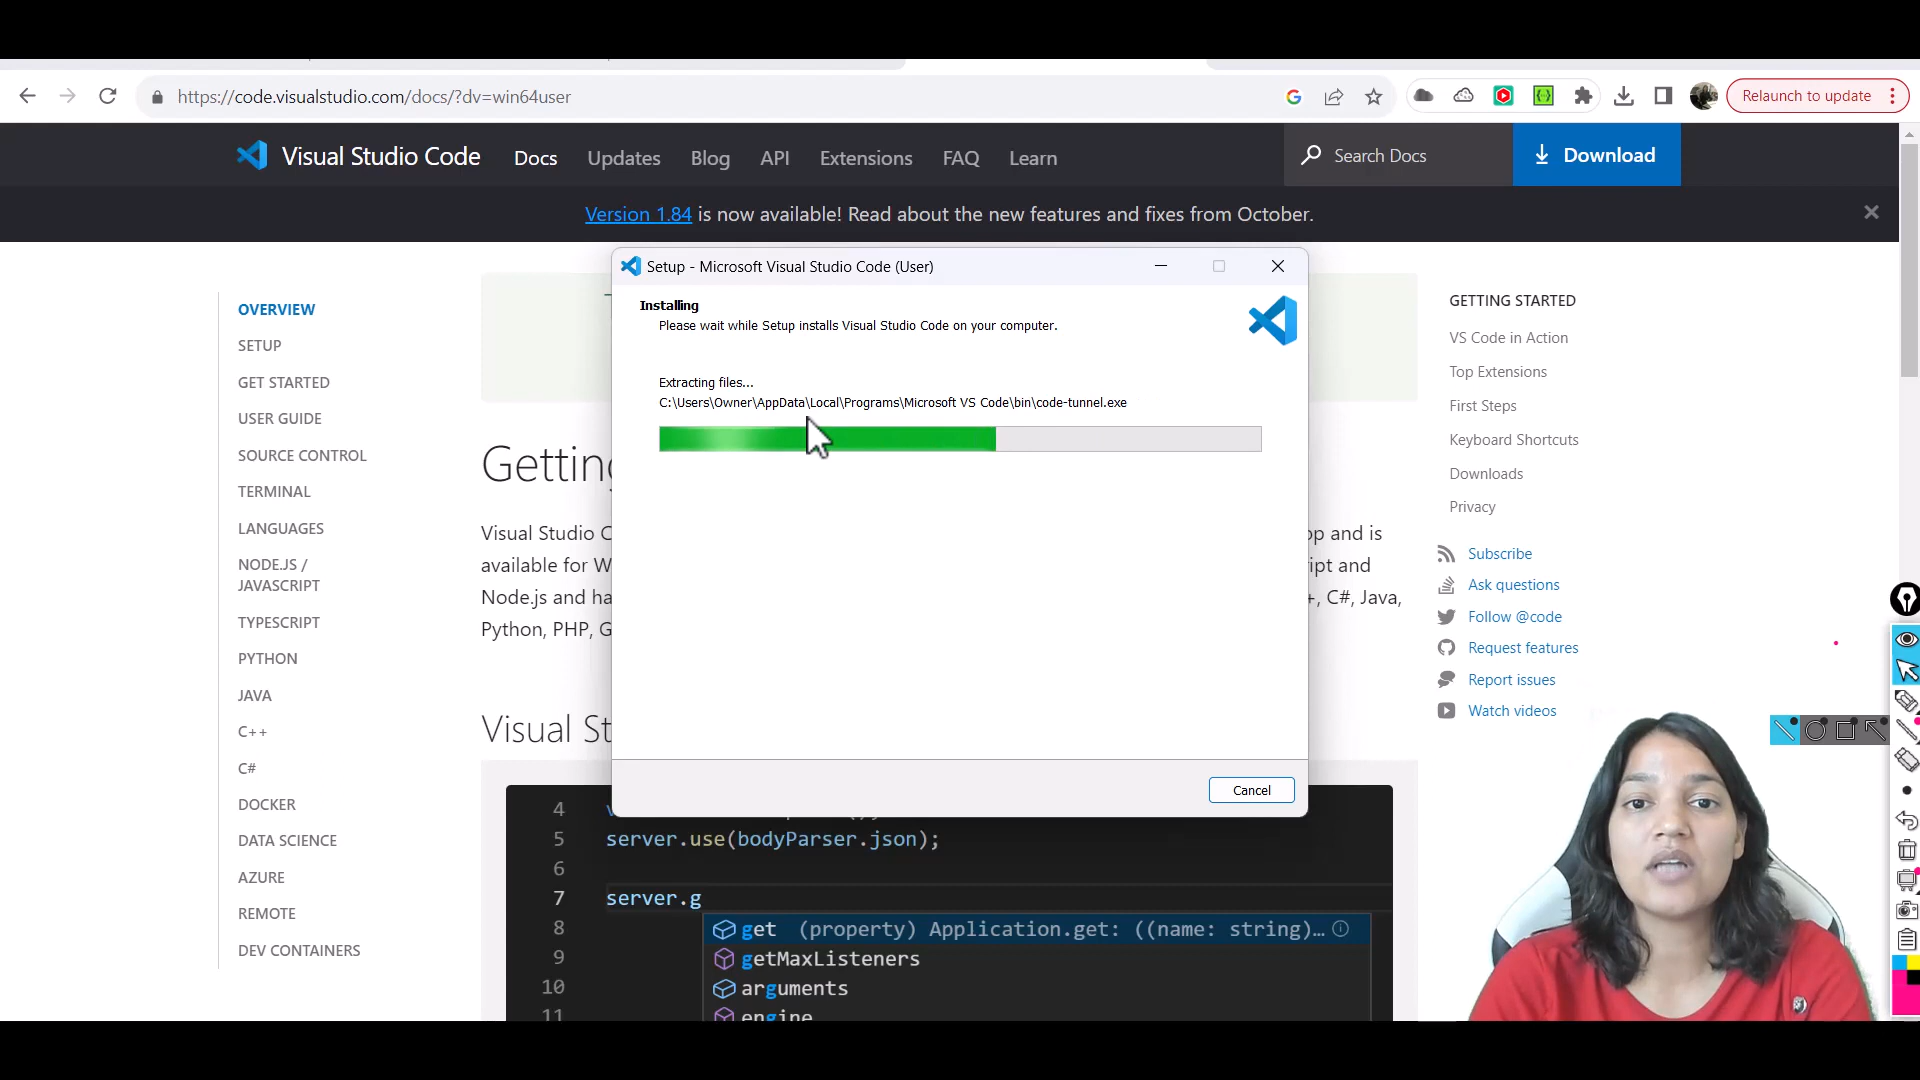 https://code.visualstudio.com/docs/?dv=win64user
Relaunch to update
Visual Studio Code
Docs
Updates
Blog
API
Extensions
FAQ
Learn
Search Docs
Download
Version 1.84 is now available! Read about the new features and fixes from October.
Setup - Microsoft Visual Studio Code (User)
Installing
Please wait while Setup installs Visual Studio Code on your computer.
Extracting files...
C:\Users\Owner\AppData\Local\Programs\Microsoft VS Code\bin\code-tunnel.exe
Cancel
OVERVIEW
SETUP
GET STARTED
USER GUIDE
SOURCE CONTROL
TERMINAL
LANGUAGES
NODE.JS /
JAVASCRIPT
TYPESCRIPT
PYTHON
JAVA
C++
C#
DOCKER
DATA SCIENCE
AZURE
REMOTE
DEV CONTAINERS
Getting
Visual Studio C op and is
available for W ipt and
Node.js and ha +, C#, Java,
Python, PHP, G
Visual St
4
5 server.use(bodyParser.json);
6
7 server.g
8 get (property) Application.get: ((name: string)...
9 getMaxListeners
10 arguments
11 engine
GETTING STARTED
VS Code in Action
Top Extensions
First Steps
Keyboard Shortcuts
Downloads
Privacy
Subscribe
Ask questions
Follow @code
Request features
Report issues
Watch videos